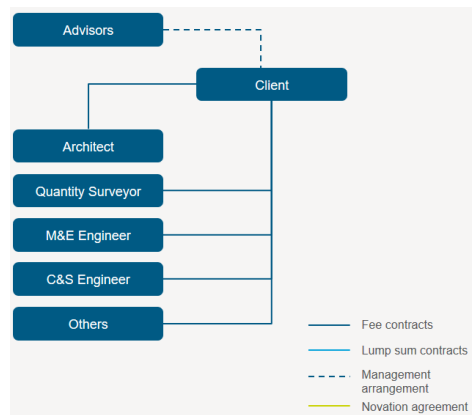 Advisors
Client
Architect
Quantity Surveyor
M&E Engineer
C&S Engineer
Others
Fee contracts
Lump sum contracts
Management
arrangement
Novation agreement